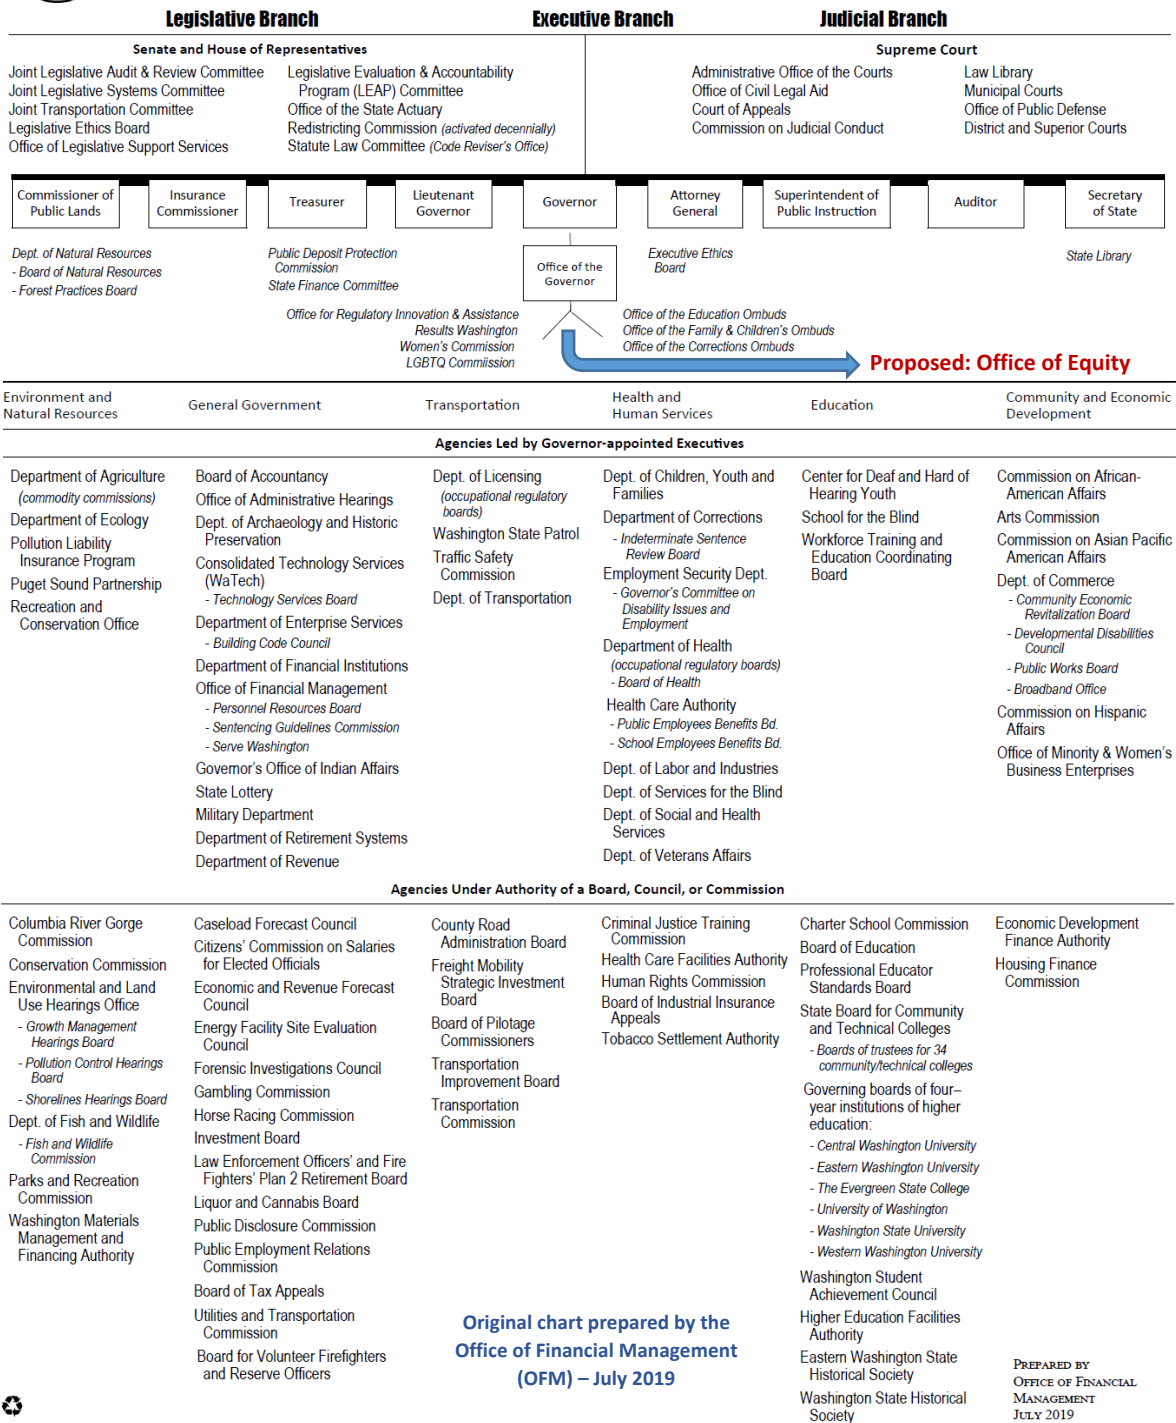 Legislative Branch
Executive Branch
Judicial Branch
Senate and House of Representatives
Joint Legislative Audit & Review Committee
Joint Legislative Systems Committee
Joint Transportation Committee
Legislative Ethics Board
Office of Legislative Support Services
Legislative Evaluation & Accountability
Program (LEAP) Committee
Office of the State Actuary
Redistricting Commission (activated decennially)
Statute Law Committee (Code Reviser's Office)
Supreme Court
Administrative Office of the Courts
Office of Civil Legal Aid
Court of Appeals
Commission on Judicial Conduct
Law Library
Municipal Courts
Office of Public Defense
District and Superior Courts
Commissioner of
Public Lands
Insurance
Commissioner
Treasurer
Lieutenant
Governor
Governor
Attorney
General
Superintendent of
Public Instruction
Auditor
Secretary
of State
Dept. of Natural Resources
- Board of Natural Resources
- Forest Practices Board
Public Deposit Protection
Commission
State Finance Committee
Office of the
Governor
Executive Ethics
Board
State Library
Office for Regulatory Innovation & Assistance
Results Washington
Women's Commission
LGBTQ Commiission
Office of the Education Ombuds
Office of the Family & Children's Ombuds
Office of the Corrections Ombuds
Proposed: Office of Equity
Environment and
Natural Resources
General Government
Transportation
Health and
Human Services
Education
Community and Economic
Development
Agencies Led by Governor-appointed Executives
Department of Agriculture
(commodity commissions)
Department of Ecology
Pollution Liability
Insurance Program
Puget Sound Partnership
Recreation and
Conservation Office
Board of Accountancy
Office of Administrative Hearings
Dept. of Archaeology and Historic
Preservation
Consolidated Technology Services
(WaTech)
- Technology Services Board
Department of Enterprise Services
- Building Code Council
Department of Financial Institutions
Office of Financial Management
- Personnel Resources Board
- Sentencing Guidelines Commission
- Serve Washington
Governor's Office of Indian Affairs
State Lottery
Military Department
Department of Retirement Systems
Department of Revenue
Dept. of Licensing
(occupational regulatory
boards)
Washington State Patrol
Traffic Safety
Commission
Dept. of Transportation
Dept. of Children, Youth and
Families
Department of Corrections
- Indeterminate Sentence
Review Board
Employment Security Dept.
- Governor's Committee on
Disability Issues and
Employment
Department of Health
(occupational regulatory boards)
- Board of Health
Health Care Authority
- Public Employees Benefits Bd.
- School Employees Benefits Bd.
Dept. of Labor and Industries
Dept. of Services for the Blind
Dept. of Social and Health
Services
Dept. of Veterans Affairs
Center for Deaf and Hard of
Hearing Youth
School for the Blind
Workforce Training and
Education Coordinating
Board
Commission on African-
American Affairs
Arts Commission
Commission on Asian Pacific
American Affairs
Dept. of Commerce
- Community Economic
Revitalization Board
- Developmental Disabilities
Council
- Public Works Board
- Broadband Office
Commission on Hispanic
Affairs
Office of Minority & Women's
Business Enterprises
Agencies Under Authority of a Board, Council, or Commission
Columbia River Gorge
Commission
Conservation Commission
Environmental and Land
Use Hearings Office
- Growth Management
Hearings Board
- Pollution Control Hearings
Board
- Shorelines Hearings Board
Dept. of Fish and Wildlife
- Fish and Wildlife
Commission
Parks and Recreation
Commission
Washington Materials
Management and
Financing Authority
Caseload Forecast Council
Citizens' Commission on Salaries
for Elected Officials
Economic and Revenue Forecast
Council
Energy Facility Site Evaluation
Council
Forensic Investigations Council
Gambling Commission
Horse Racing Commission
Investment Board
Law Enforcement Officers' and Fire
Fighters' Plan 2 Retirement Board
Liquor and Cannabis Board
Public Disclosure Commission
Public Employment Relations
Commission
Board of Tax Appeals
Utilities and Transportation
Commission
Board for Volunteer Firefighters
and Reserve Officers
County Road
Administration Board
Freight Mobility
Strategic Investment
Board
Board of Pilotage
Commissioners
Transportation
Improvement Board
Transportation
Commission
Criminal Justice Training
Commission
Health Care Facilities Authority
Human Rights Commission
Board of Industrial Insurance
Appeals
Tobacco Settlement Authority
Charter School Commission
Board of Education
Professional Educator
Standards Board
State Board for Community
and Technical Colleges
- Boards of trustees for 34
community/technical colleges
Governing boards of four–
year institutions of higher
education:
- Central Washington University
- Eastern Washington University
- The Evergreen State College
- University of Washington
- Washington State University
- Western Washington University
Washington Student
Achievement Council
Higher Education Facilities
Authority
Eastern Washington State
Historical Society
Washington State Historical
Society
Economic Development
Finance Authority
Housing Finance
Commission
Original chart prepared by the
Office of Financial Management
(OFM) – July 2019
PREPARED BY
OFFICE OF FINANCIAL
MANAGEMENT
JULY 2019